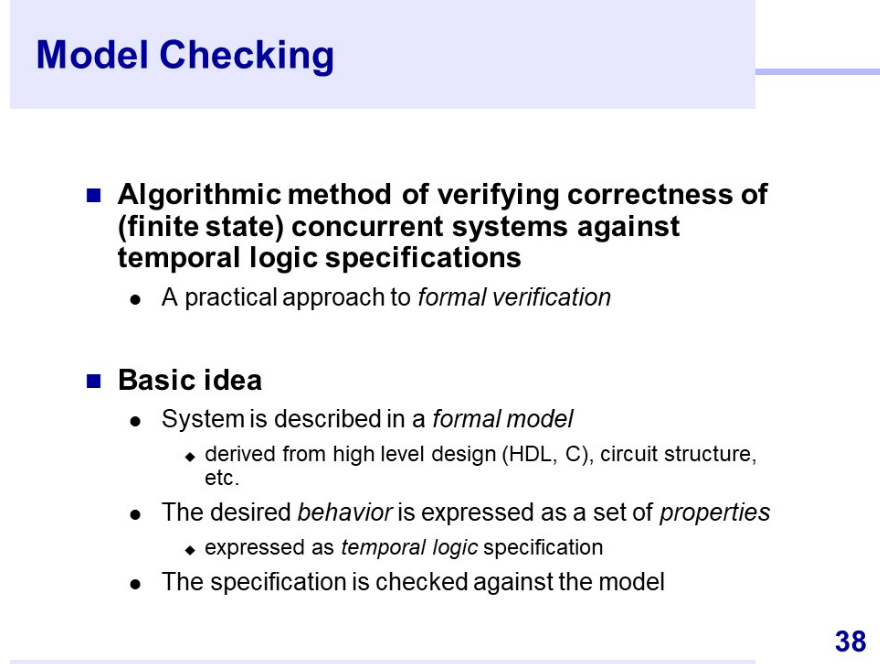 Model Checking
Algorithmic method of verifying correctness of
(finite state) concurrent systems against
temporal logic specifications
A practical approach to formal verification
Basic idea
System is described in a formal model
derived from high level design (HDL, C), circuit structure,
etc.
The desired behavior is expressed as a set of properties
expressed as temporal logic specification
The specification is checked against the model
38